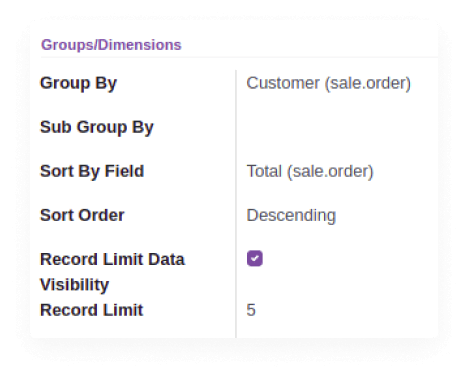 Groups/Dimensions
Group By Customer (sale.order)
Sub Group By
Sort By Field Total (sale.order)
Sort Order Descending
Record Limit Data
Visibility
Record Limit 5